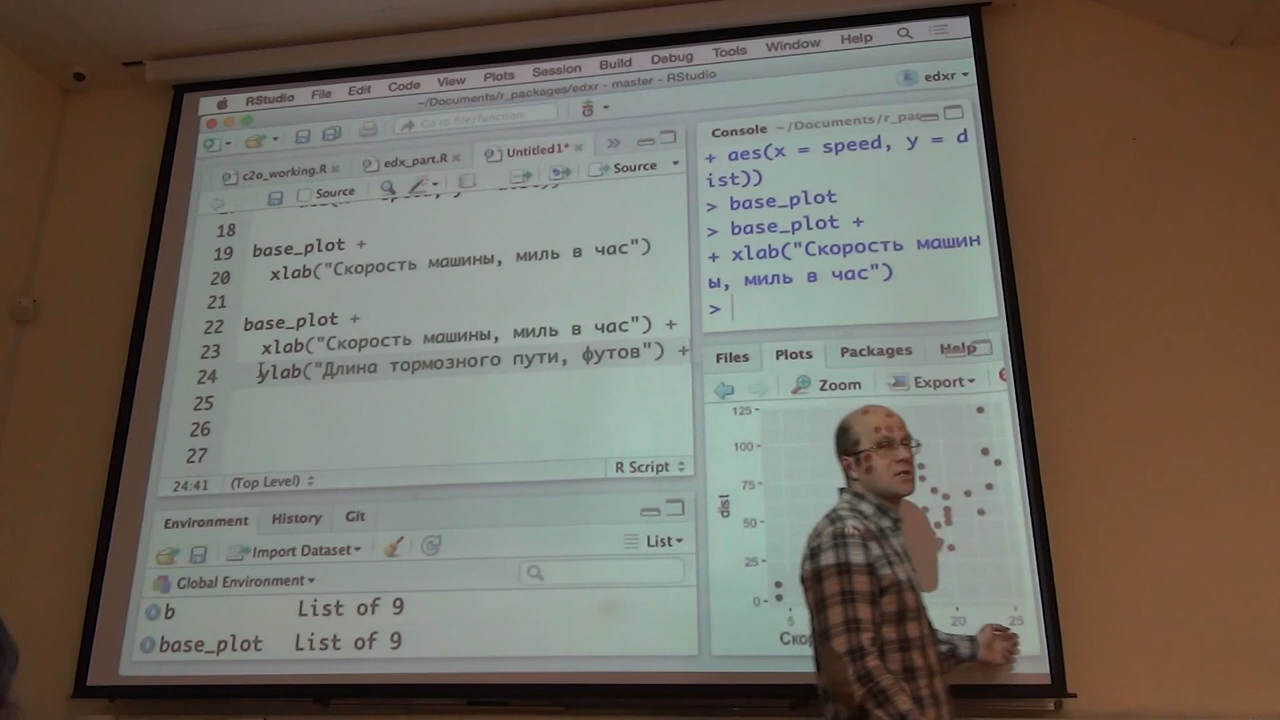 RStudio File Edit Code View Plots Session Build Debug Tools Window Help
~/Documents/r_packages/edxr - master - RStudio
Go to file/function
edxr
c2o_working.R
edx_part.R
Untitled1*
Source
Source
18
19 base_plot +
20 xlab("Скорость машины, миль в час")
21
22 base_plot +
23 xlab("Скорость машины, миль в час") +
24 ylab("Длина тормозного пути, футов") +
25
26
27
24:41 (Top Level) R Script
Environment History Git
Import Dataset List
Global Environment
b List of 9
base_plot List of 9
Console ~/Documents/r_pac
+ aes(x = speed, y = d
ist))
> base_plot
> base_plot +
+ xlab("Скорость машин
ы, миль в час")
>
Files Plots Packages Help
Zoom Export
125
100
75
50
25
0
dist
5 20 25
Скор